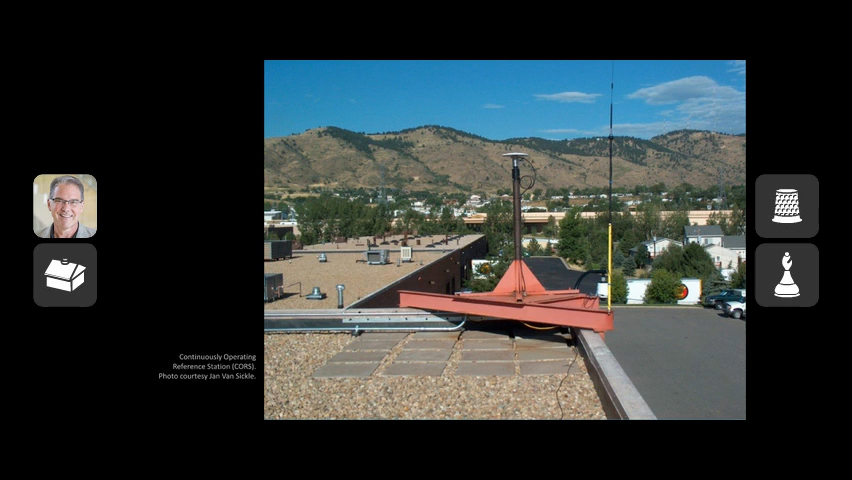 Continuously Operating
Reference Station (CORS).
Photo courtesy Jan Van Sickle.